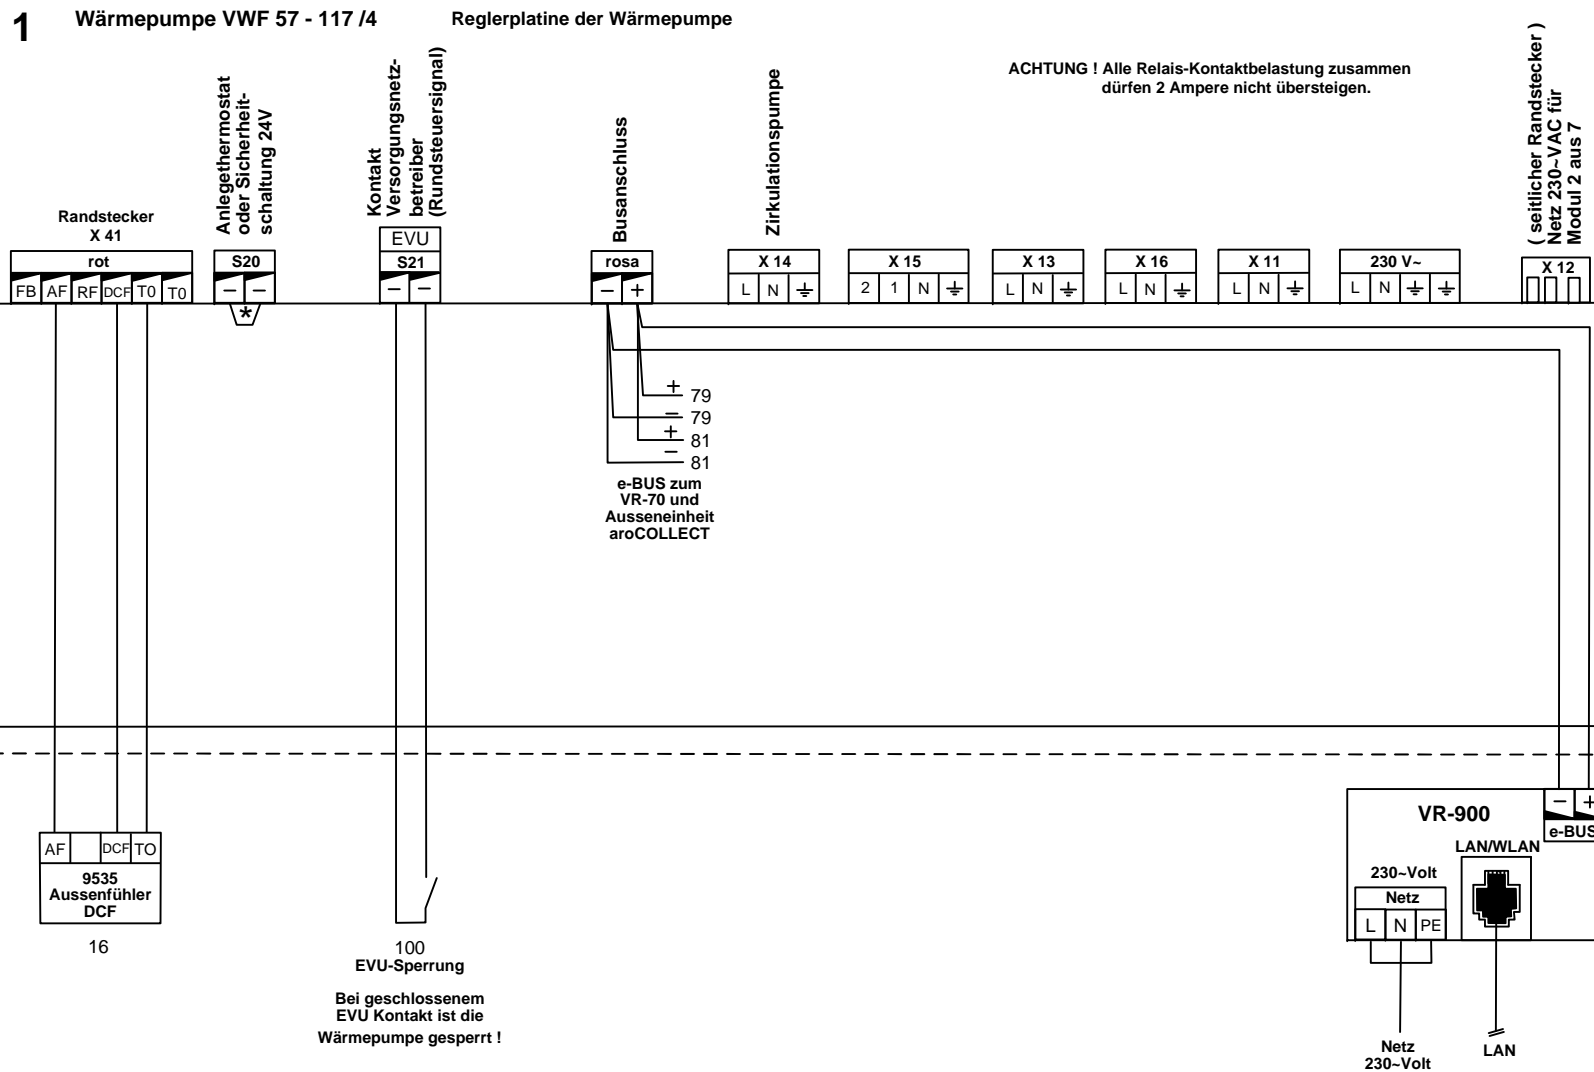 1
Wärmepumpe VWF 57 - 117 /4
Reglerplatine der Wärmepumpe
ACHTUNG ! Alle Relais-Kontaktbelastung zusammen
dürfen 2 Ampere nicht übersteigen.
Randstecker
X 41
rot
FB AF RF DCF T0 T0
Anlegethermostat
oder Sicherheit-
schaltung 24V
S20
– –
*
Kontakt
Versorgungsnetz-
betreiber
(Rundsteuersignal)
EVU
S21
– –
Busanschluss
rosa
– +
Zirkulationspumpe
X 14
L N
X 15
2 1 N
X 13
L N
X 16
L N
X 11
L N
230 V~
L N
( seitlicher Randstecker )
Netz 230~VAC für
Modul 2 aus 7
X 12
+ 79
– 79
+ 81
– 81
e-BUS zum
VR-70 und
Ausseneinheit
aroCOLLECT
AF DCF TO
9535
Aussenfühler
DCF
16
100
EVU-Sperrung
Bei geschlossenem
EVU Kontakt ist die
Wärmepumpe gesperrt !
VR-900
– +
e-BUS
LAN/WLAN
230~Volt
Netz
L N PE
Netz
230~Volt
LAN